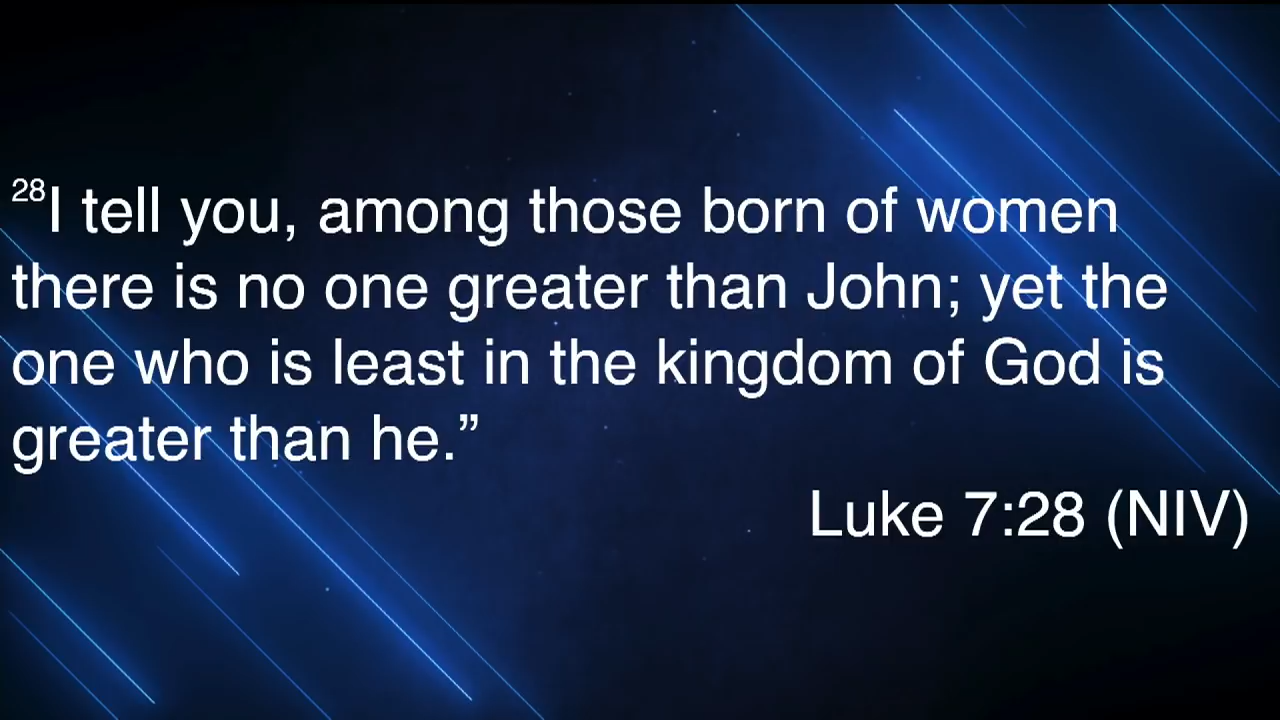 28I tell you, among those born of women
there is no one greater than John; yet the
one who is least in the kingdom of God is
greater than he.”
Luke 7:28 (NIV)